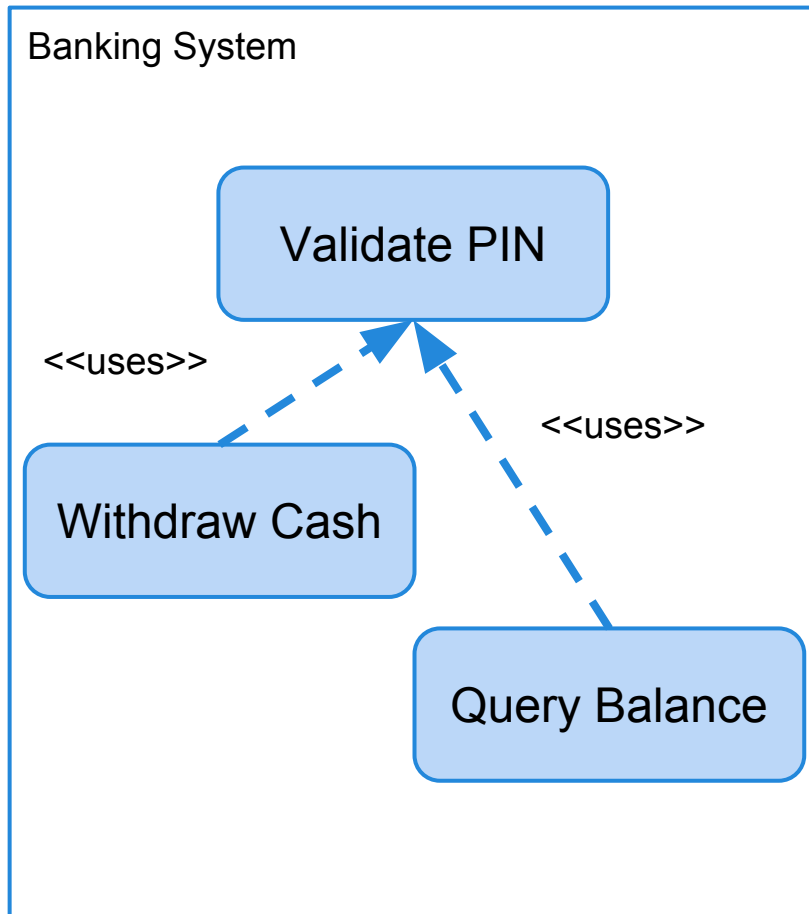 Banking System
Validate PIN
<<uses>>
<<uses>>
Withdraw Cash
Query Balance